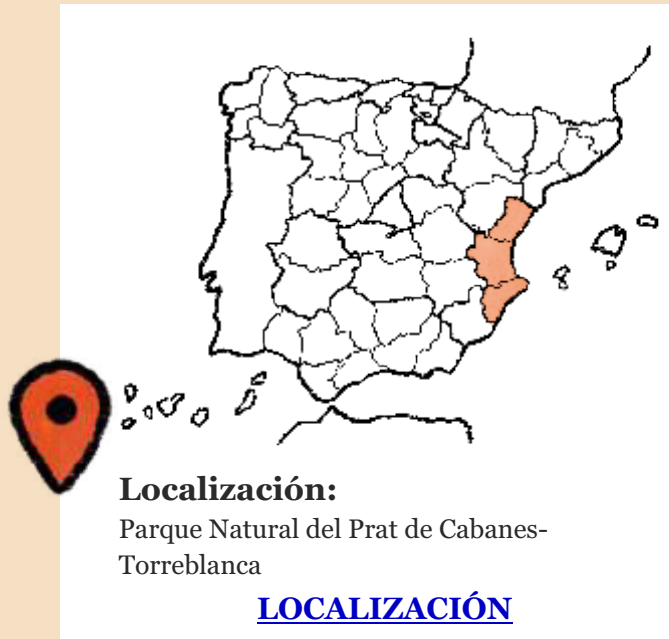 Localización:
Parque Natural del Prat de Cabanes-
Torreblanca
LOCALIZACIÓN